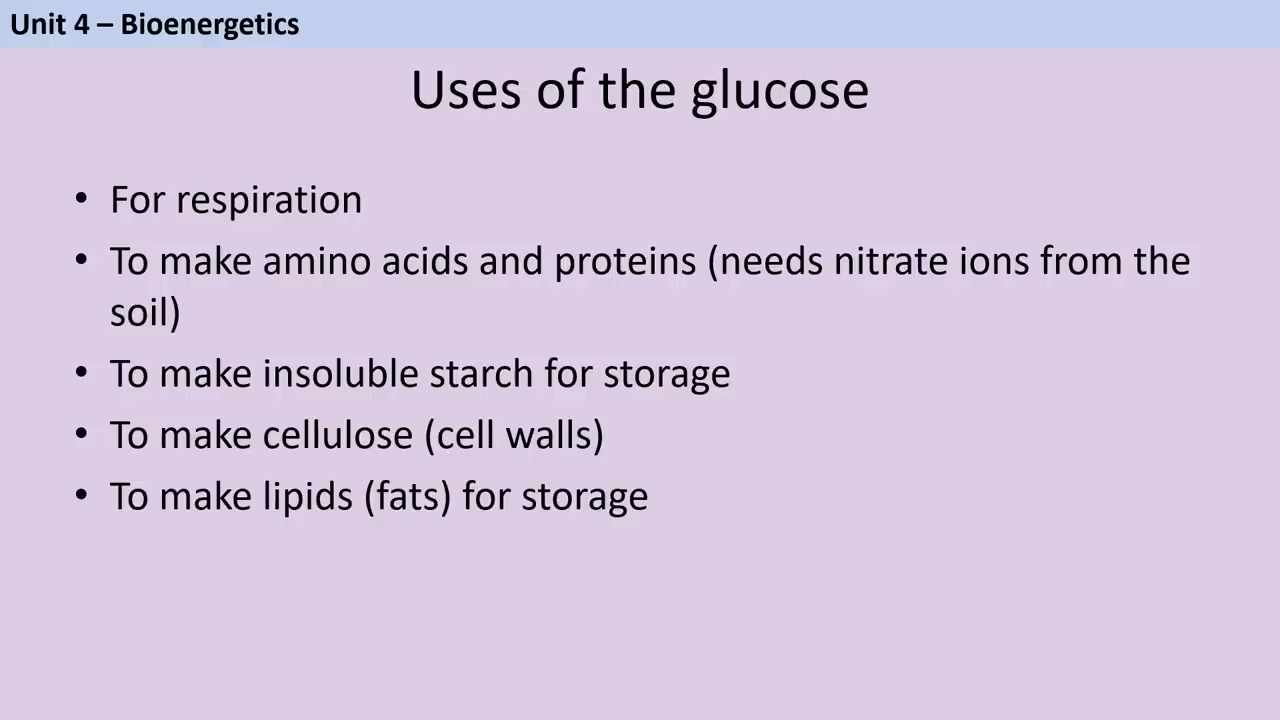 Unit 4 – Bioenergetics
Uses of the glucose
• For respiration
• To make amino acids and proteins (needs nitrate ions from the
soil)
• To make insoluble starch for storage
• To make cellulose (cell walls)
• To make lipids (fats) for storage